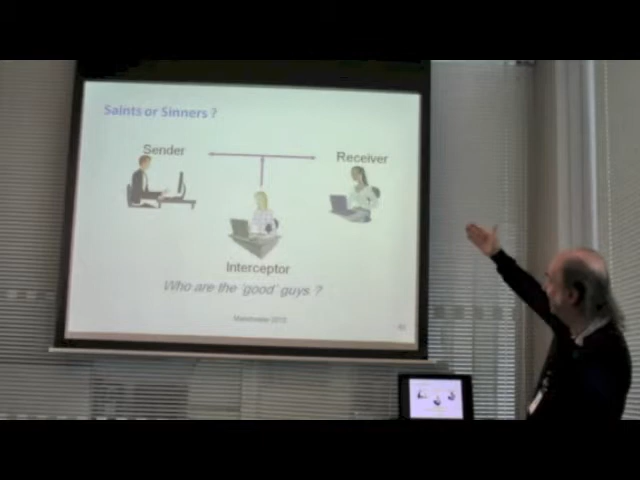 Saints or Sinners ?
Sender
Receiver
Interceptor
Who are the 'good' guys ?